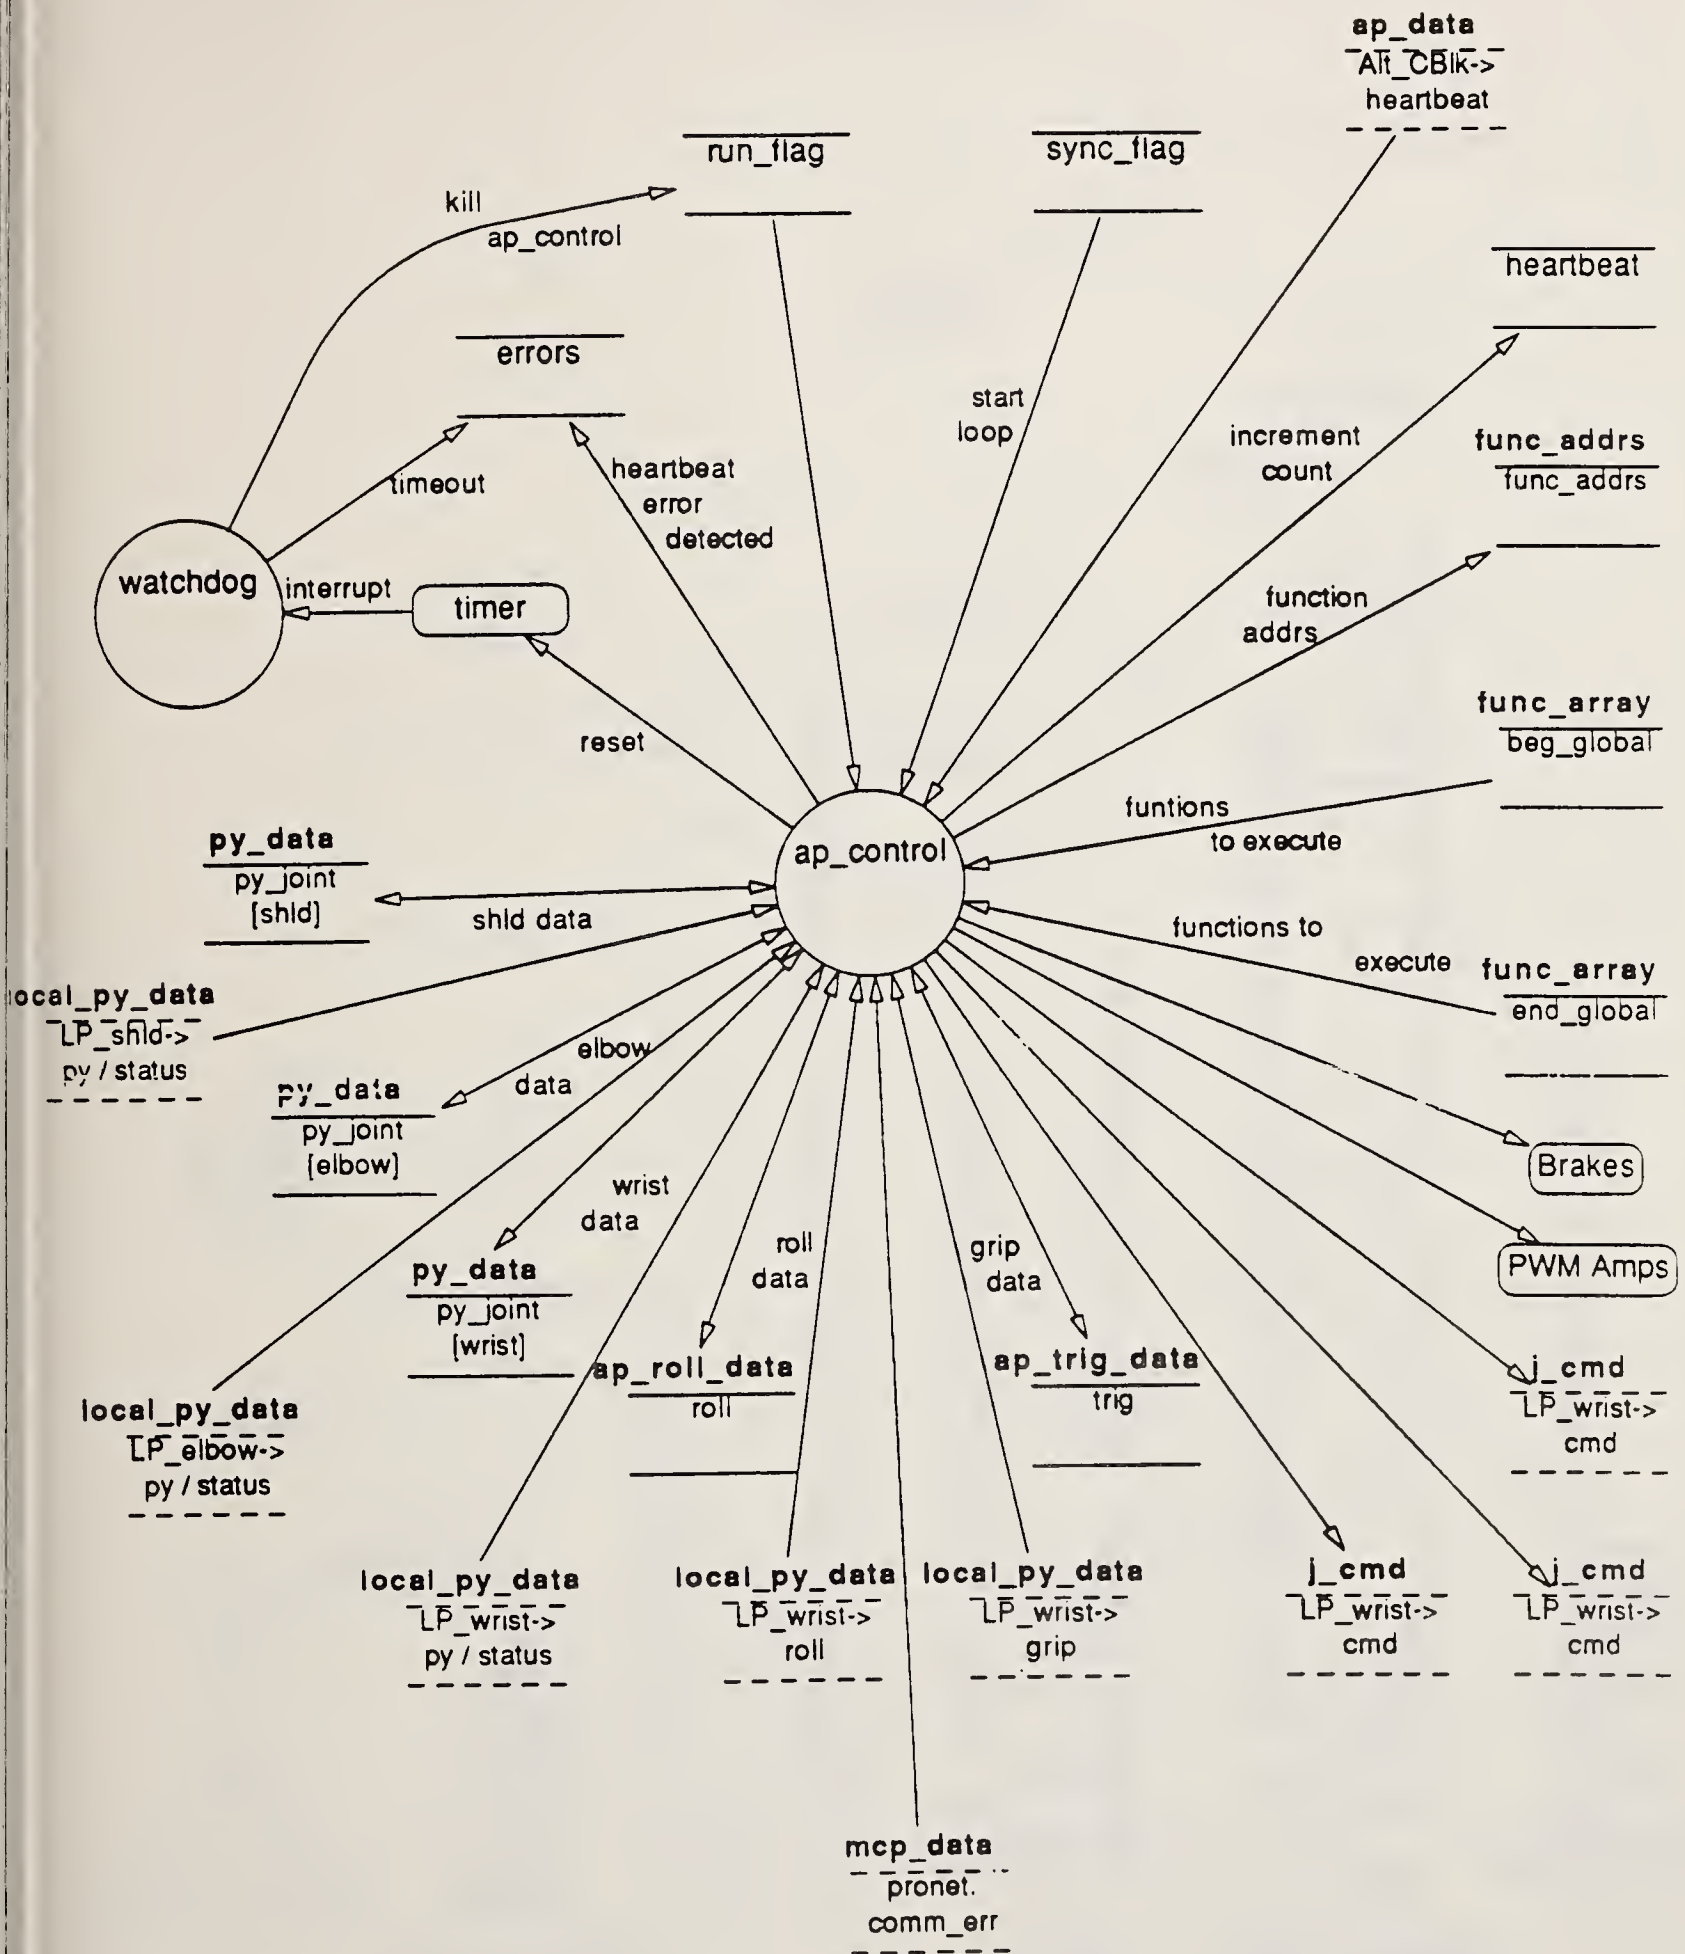 ap_data
Alt_CBlk->
heartbeat
run_flag
sync_flag
kill
ap_control
heartbeat
errors
start
loop
increment
count
func_addrs
func_addrs
timeout
heartbeat
error
detected
watchdog
interrupt
timer
function
addrs
reset
func_array
beg_global
funtions
to execute
ap_control
py_data
py_joint
[shld]
shld data
functions to
execute
func_array
end_global
local_py_data
LP_shld->
py / status
elbow
data
py_data
py_joint
[elbow]
Brakes
wrist
data
roll
data
grip
data
PWM Amps
py_data
py_joint
[wrist]
ap_roll_data
roll
ap_trig_data
trig
j_cmd
LP_wrist->
cmd
local_py_data
LP_elbow->
py / status
local_py_data
LP_wrist->
py / status
local_py_data
LP_wrist->
roll
local_py_data
LP_wrist->
grip
j_cmd
LP_wrist->
cmd
j_cmd
LP_wrist->
cmd
mcp_data
pronet.
comm_err